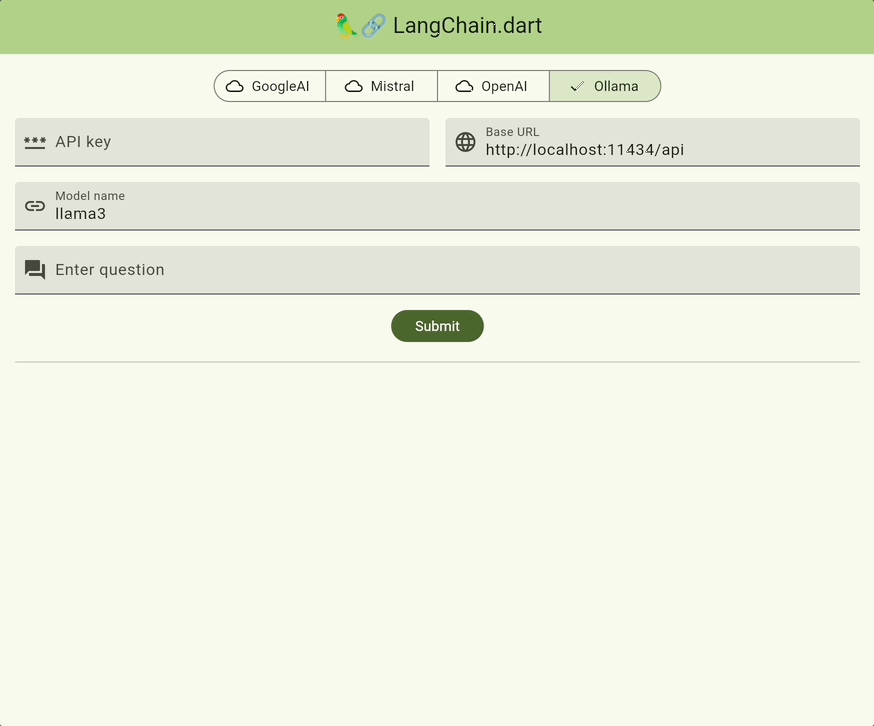 🦜🔗 LangChain.dart
GoogleAI Mistral OpenAI Ollama
API key
Base URL
http://localhost:11434/api
Model name
llama3
Enter question
Submit